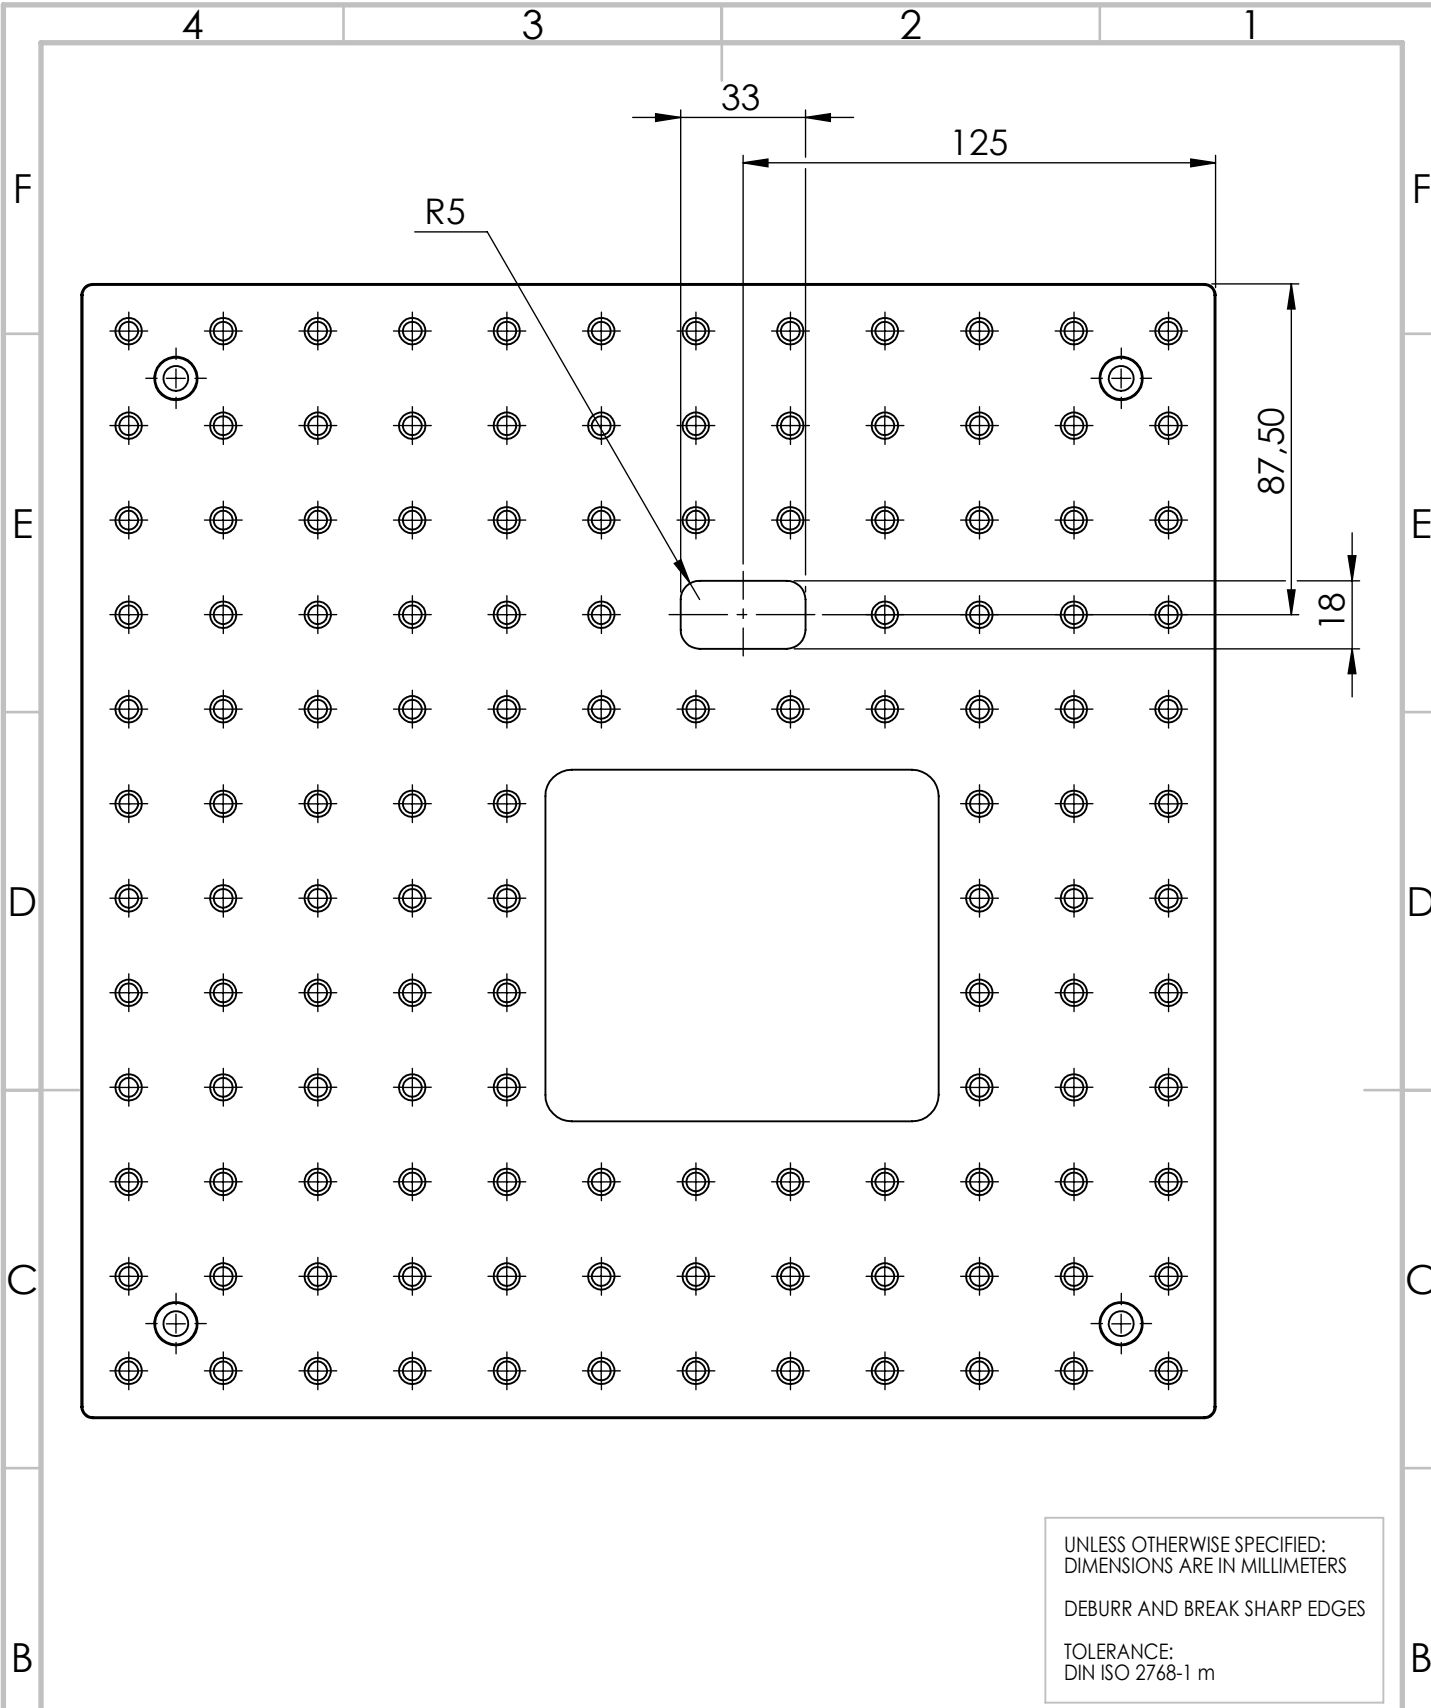 4 3 2 1
33
125
F F
R5
87,50
E E
18
D D
C C
UNLESS OTHERWISE SPECIFIED:
DIMENSIONS ARE IN MILLIMETERS
DEBURR AND BREAK SHARP EDGES
TOLERANCE:
DIN ISO 2768-1 m
B B